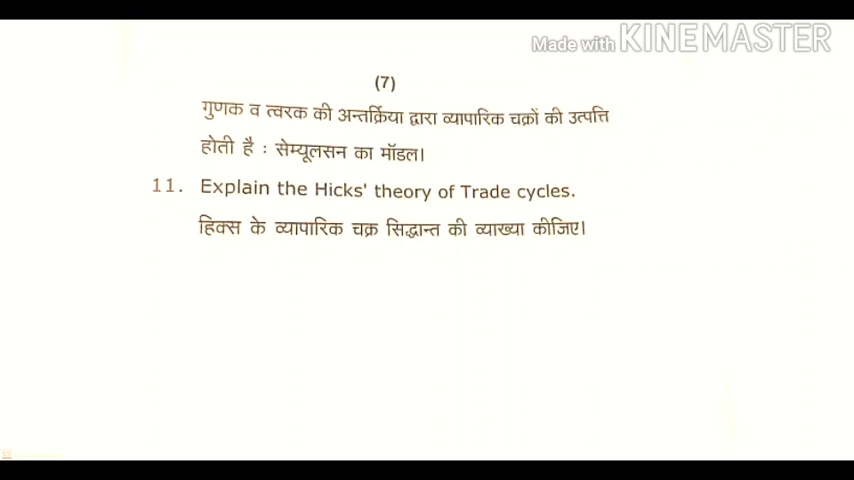 Made with KINEMASTER
(7)
गुणक व त्वरक की अन्तर्क्रिया द्वारा व्यापारिक चक्रों की उत्पत्ति
होती है : सेम्यूलसन का मॉडल।
11. Explain the Hicks' theory of Trade cycles.
हिक्स के व्यापारिक चक्र सिद्धान्त की व्याख्या कीजिए।